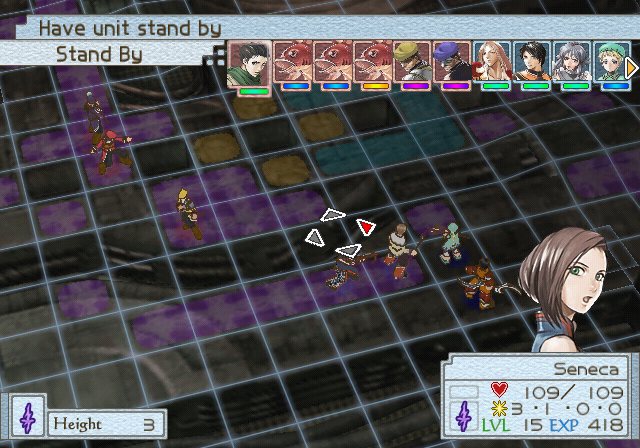 Have unit stand by
Stand By
Seneca
109/ 109
3·1·0·0
LVL 15 EXP 418
Height 3